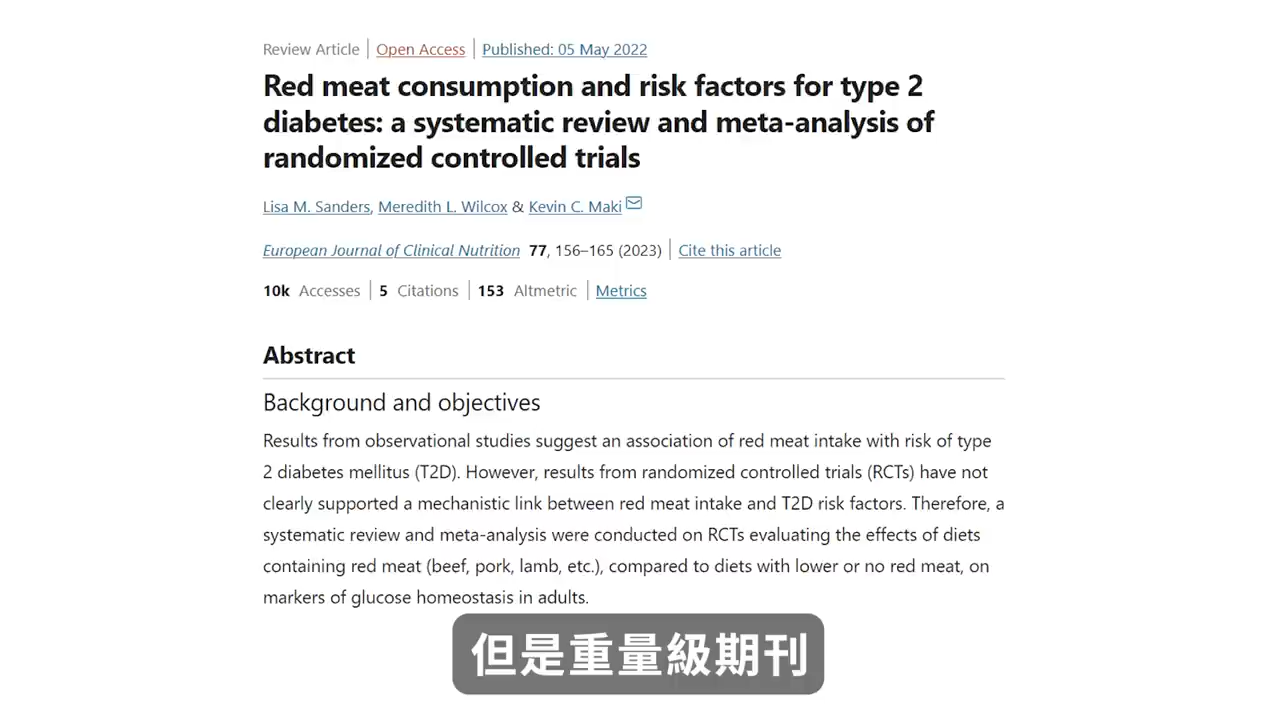 Review Article | Open Access | Published: 05 May 2022
Red meat consumption and risk factors for type 2
diabetes: a systematic review and meta-analysis of
randomized controlled trials
Lisa M. Sanders, Meredith L. Wilcox & Kevin C. Maki
European Journal of Clinical Nutrition 77, 156–165 (2023) | Cite this article
10k Accesses | 5 Citations | 153 Altmetric | Metrics
Abstract
Background and objectives
Results from observational studies suggest an association of red meat intake with risk of type
2 diabetes mellitus (T2D). However, results from randomized controlled trials (RCTs) have not
clearly supported a mechanistic link between red meat intake and T2D risk factors. Therefore, a
systematic review and meta-analysis were conducted on RCTs evaluating the effects of diets
containing red meat (beef, pork, lamb, etc.), compared to diets with lower or no red meat, on
markers of glucose homeostasis in adults.
但是重量級期刊